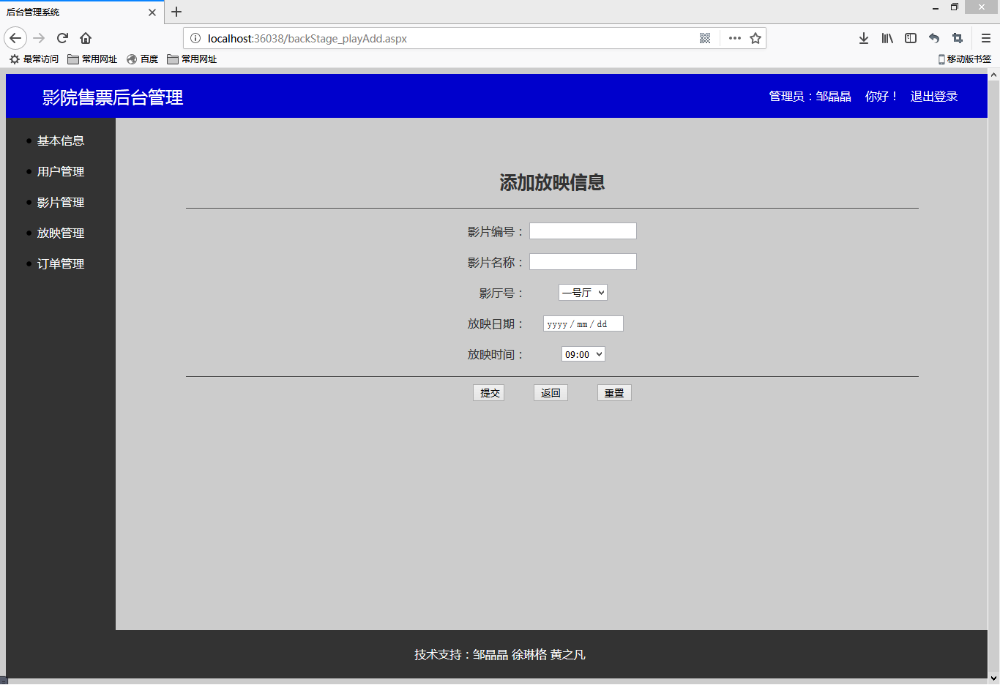 后台管理系统
localhost:36038/backStage_playAdd.aspx
最常访问 常用网址 百度 常用网址 移动版书签
影院售票后台管理 管理员：邹晶晶 你好！ 退出登录
基本信息
用户管理
影片管理
放映管理
订单管理
添加放映信息
影片编号：
影片名称：
影厅号： 一号厅
放映日期： yyyy / mm / dd
放映时间： 09:00
提交 返回 重置
技术支持：邹晶晶 徐琳格 黄之凡